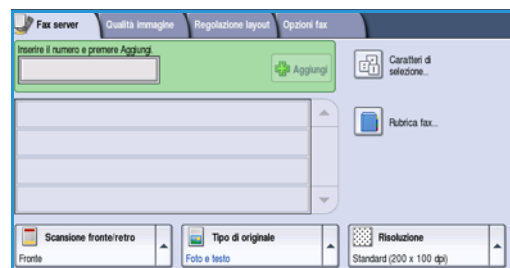 Fax server
Qualità immagine
Regolazione layout
Opzioni fax
Inserire il numero e premere Aggiungi.
Aggiungi
Caratteri di selezione...
Rubrica fax...
Scansione fronte/retro
Fronte
Tipo di originale
Foto e testo
Risoluzione
Standard (200 x 100 dpi)